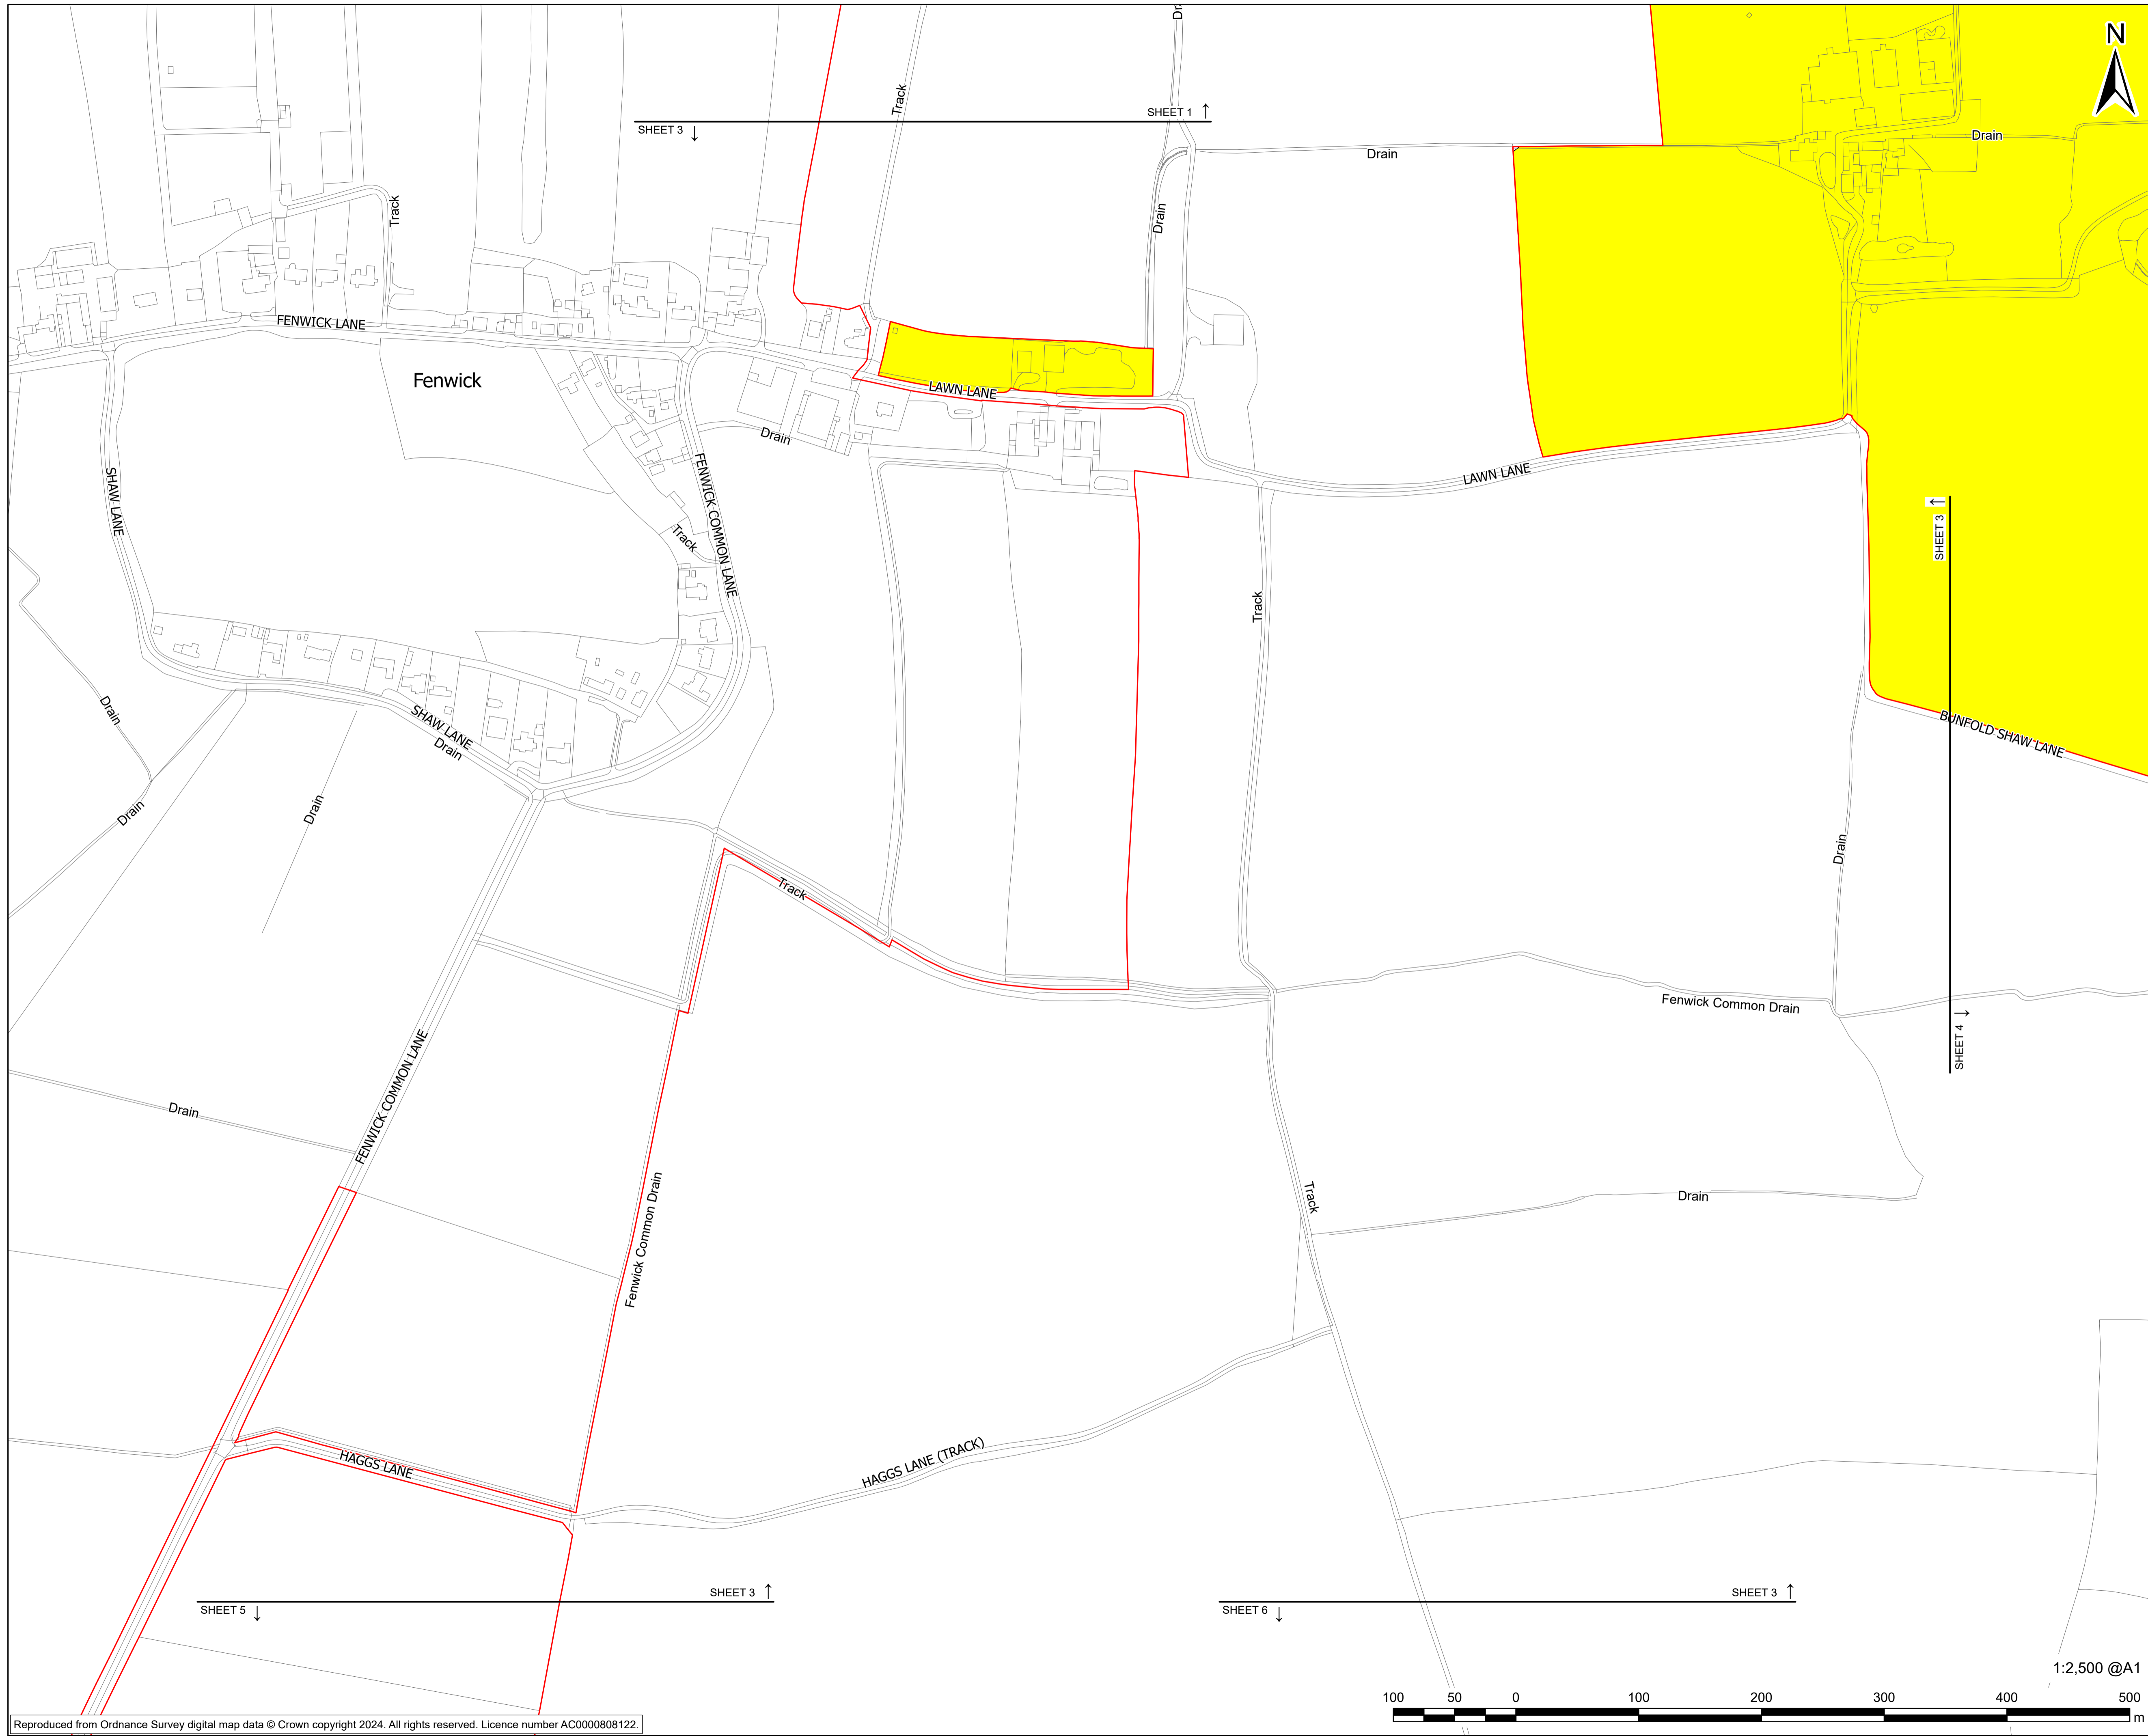 Dr
N
Track
SHEET 1 ↑
SHEET 3 ↓
Drain
Drain
Track
Drain
FENWICK LANE
Fenwick
LAWN LANE
Drain
LAWN LANE
SHAW LANE
FENWICK COMMON LANE
Track
SHEET 3 ↑
Track
Drain
SHAW LANE
Drain
BUNFOLD SHAW LANE
Drain
Drain
Drain
Track
Fenwick Common Drain
SHEET 4 ↓
FENWICK COMMON LANE
Drain
Fenwick Common Drain
Track
Drain
HAGGS LANE
HAGGS LANE (TRACK)
SHEET 3 ↑
SHEET 5 ↓
SHEET 3 ↑
SHEET 6 ↓
1:2,500 @A1
100 50 0 100 200 300 400 500
m
Reproduced from Ordnance Survey digital map data © Crown copyright 2024. All rights reserved. Licence number AC0000808122.